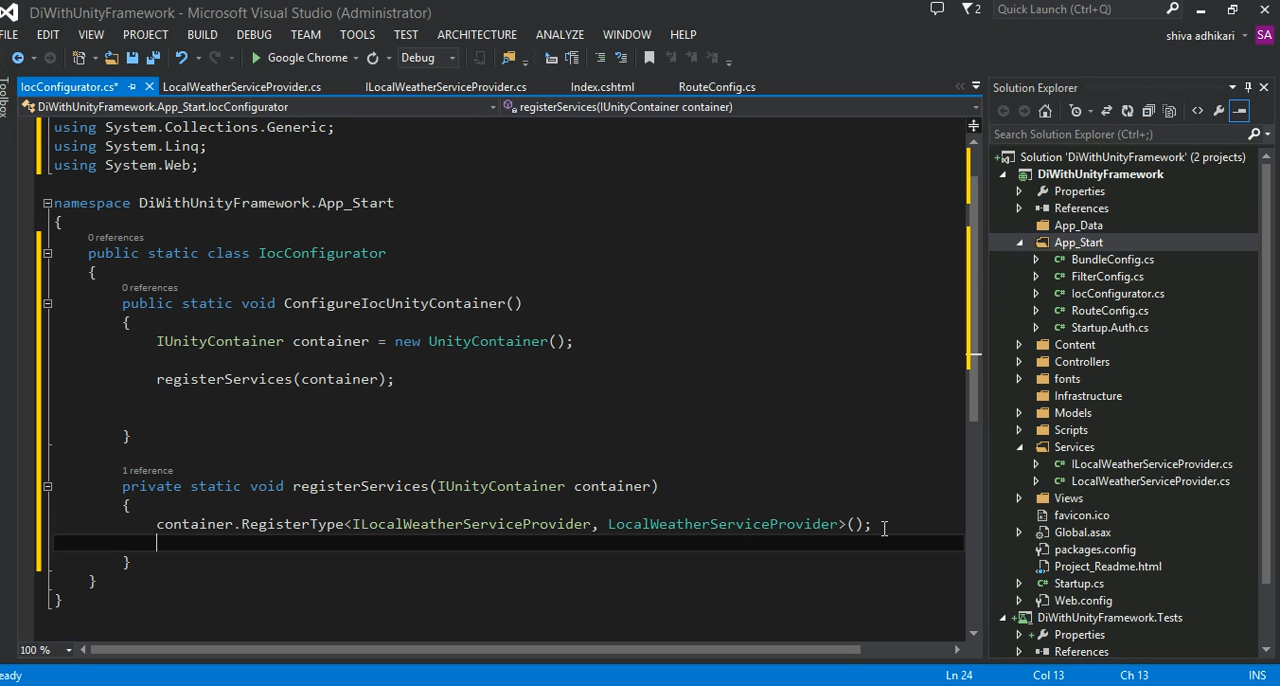 DiWithUnityFramework - Microsoft Visual Studio (Administrator)
2
Quick Launch (Ctrl+Q)
FILE EDIT VIEW PROJECT BUILD DEBUG TEAM TOOLS TEST ARCHITECTURE ANALYZE WINDOW HELP
shiva adhikari SA
Google Chrome Debug
Toolbox
IocConfigurator.cs* LocalWeatherServiceProvider.cs ILocalWeatherServiceProvider.cs Index.cshtml RouteConfig.cs
DiWithUnityFramework.App_Start.IocConfigurator registerServices(IUnityContainer container)
using System.Collections.Generic;
using System.Linq;
using System.Web;
namespace DiWithUnityFramework.App_Start
{
0 references
public static class IocConfigurator
{
0 references
public static void ConfigureIocUnityContainer()
{
IUnityContainer container = new UnityContainer();
registerServices(container);
}
1 reference
private static void registerServices(IUnityContainer container)
{
container.RegisterType<ILocalWeatherServiceProvider, LocalWeatherServiceProvider>();
}
}
}
100 %
Solution Explorer
Search Solution Explorer (Ctrl+;)
Solution 'DiWithUnityFramework' (2 projects)
DiWithUnityFramework
Properties
References
App_Data
App_Start
C# BundleConfig.cs
C# FilterConfig.cs
C# IocConfigurator.cs
C# RouteConfig.cs
C# Startup.Auth.cs
Content
Controllers
fonts
Infrastructure
Models
Scripts
Services
C# ILocalWeatherServiceProvider.cs
C# LocalWeatherServiceProvider.cs
Views
favicon.ico
Global.asax
packages.config
Project_Readme.html
C# Startup.cs
Web.config
DiWithUnityFramework.Tests
Properties
References
eady Ln 24 Col 13 Ch 13 INS